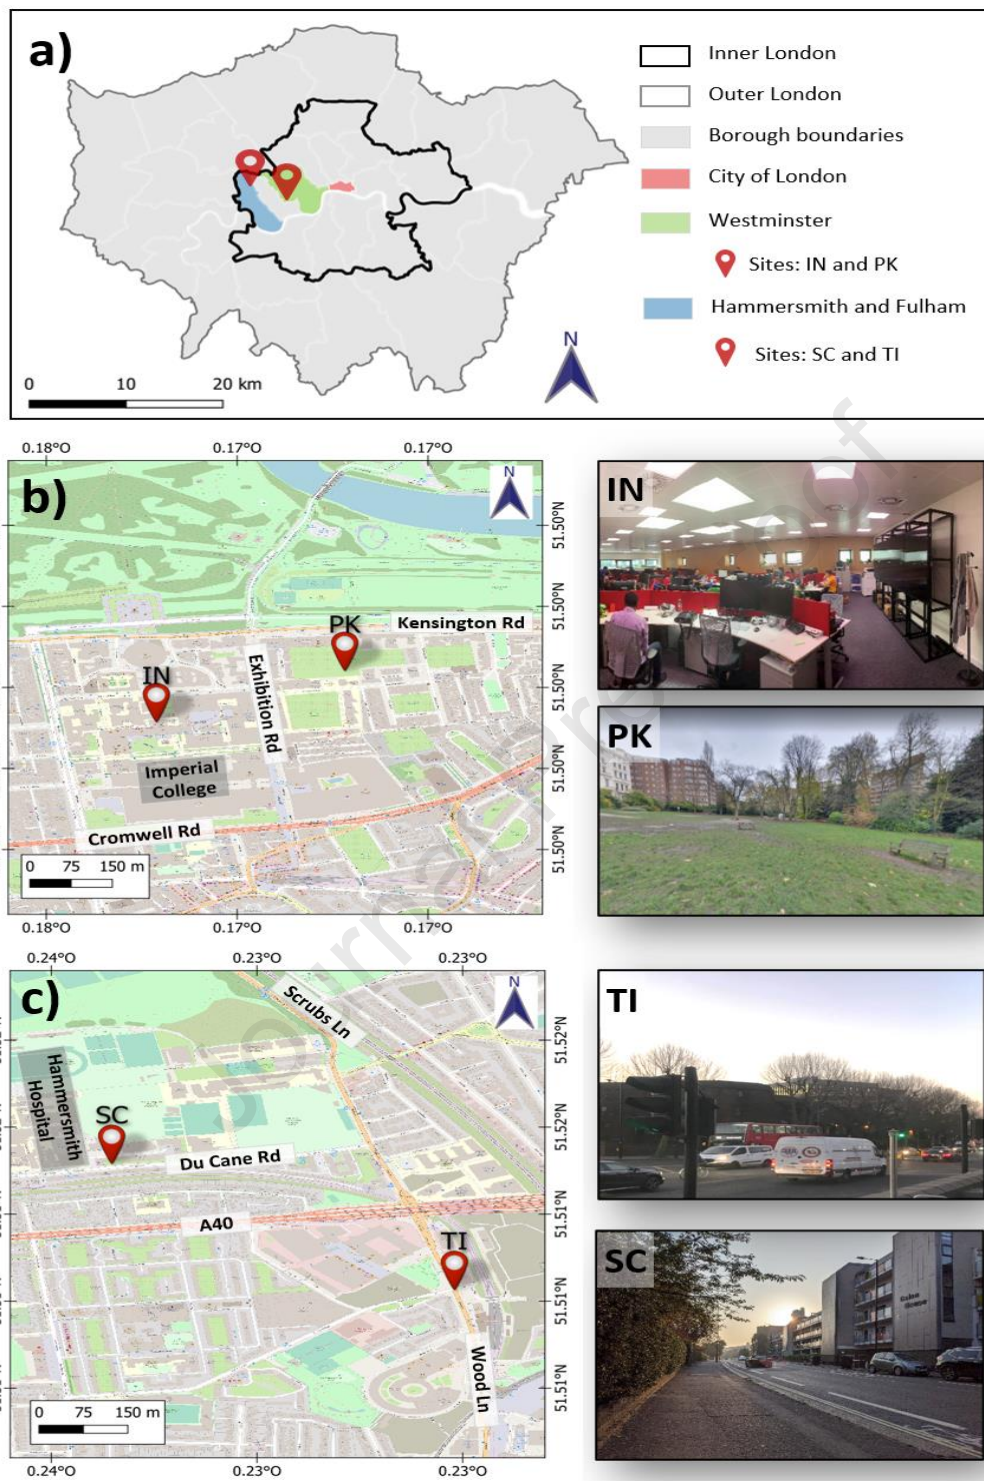 a)
Inner London
Outer London
Borough boundaries
City of London
Westminster
Sites: IN and PK
Hammersmith and Fulham
Sites: SC and TI
N
0 10 20 km
0.18°O 0.17°O 0.17°O
b)
N
51.50°N
51.50°N
51.50°N
51.50°N
51.50°N
PK
Kensington Rd
IN
Exhibition Rd
Imperial
College
Cromwell Rd
0 75 150 m
0.18°O 0.17°O 0.17°O
IN
PK
0.24°O 0.23°O 0.23°O
c)
N
Scrubs Ln
51.52°N
51.52°N
51.51°N
51.51°N
51.51°N
Hammersmith
Hospital
SC
Du Cane Rd
A40
TI
Wood Ln
0 75 150 m
0.24°O 0.23°O 0.23°O
TI
SC
House